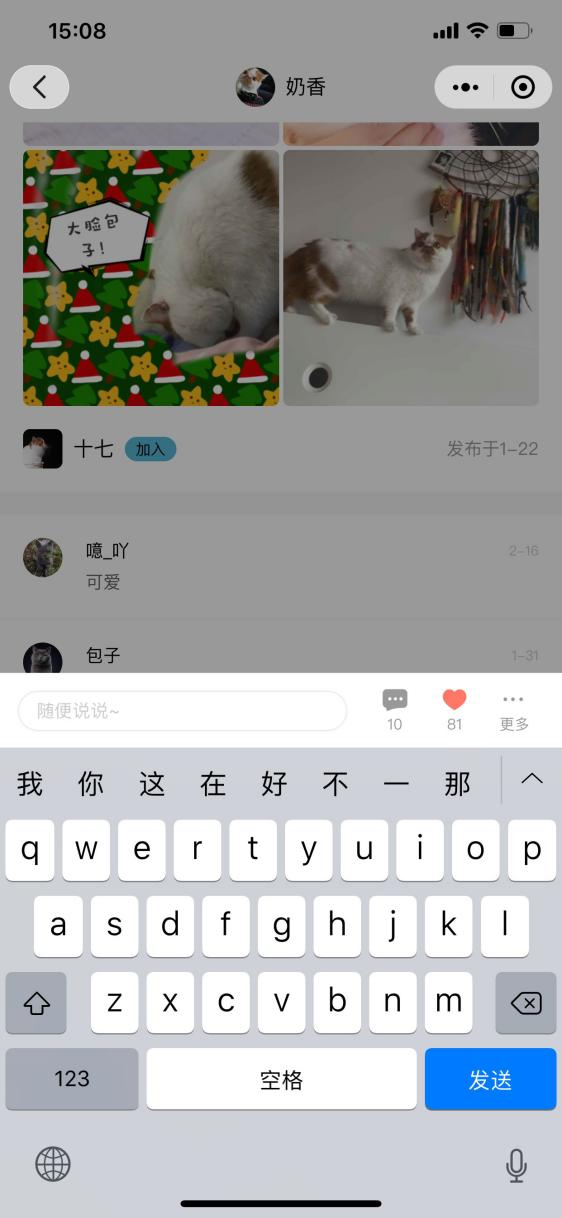 15:08
奶香
大脸包
子！
十七
加入
发布于1-22
噫_吖
2-16
可爱
包子
1-31
随便说说~
10
81
更多
我 你 这 在 好 不 一 那
q w e r t y u i o p
a s d f g h j k l
z x c v b n m
123
空格
发送